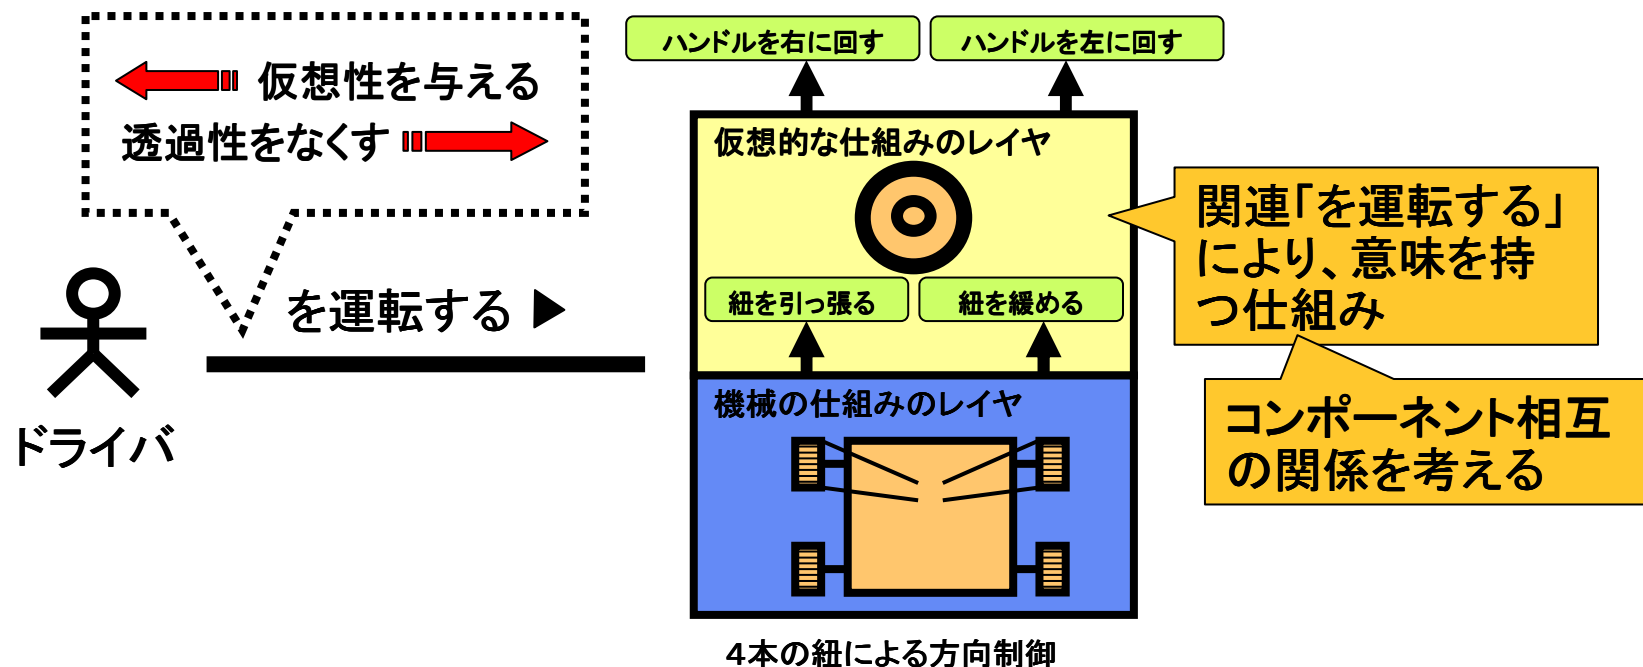 仮想性を与える
透過性をなくす
を運転する ▶
ドライバ
ハンドルを右に回す
ハンドルを左に回す
仮想的な仕組みのレイヤ
紐を引っ張る
紐を緩める
機械の仕組みのレイヤ
4本の紐による方向制御
関連「を運転する」
により、意味を持
つ仕組み
コンポーネント相互
の関係を考える